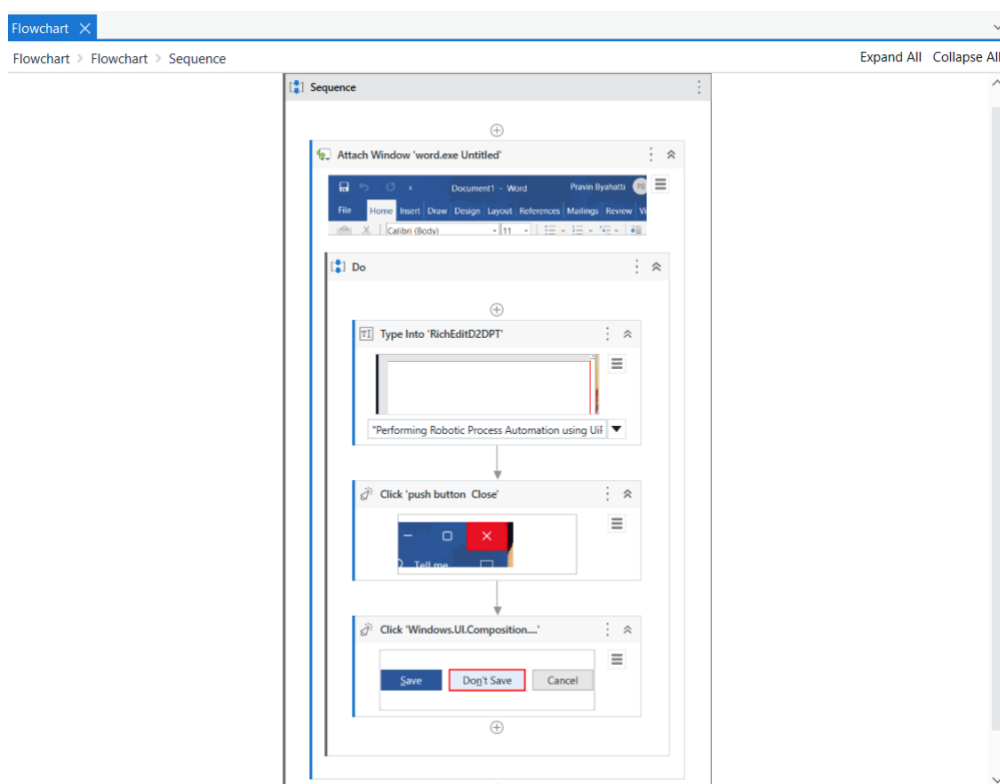 Flowchart
Flowchart > Flowchart > Sequence
Expand All Collapse All
Sequence
Attach Window 'word.exe Untitled'
Document1 - Word Pravin Byahatti PB
File Home Insert Draw Design Layout References Mailings Review
Calibri (Body) 11
Do
Type Into 'RichEditD2DPT'
"Performing Robotic Process Automation using
Click 'push button Close'
Tell me
Click 'Windows.UI.Composition....'
Save Don't Save Cancel